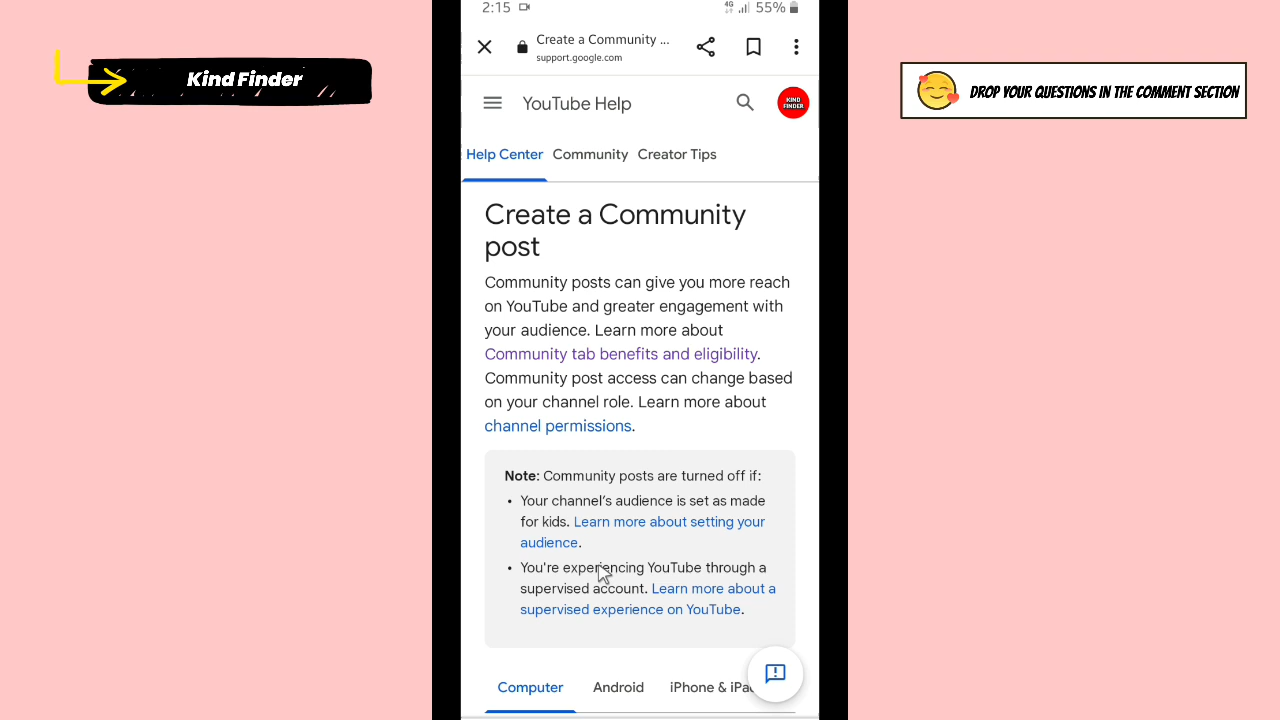 Kind Finder
DROP YOUR QUESTIONS IN THE COMMENT SECTION
2:15
4G
55%
Create a Community ...
support.google.com
YouTube Help
KIND
FINDER
Help Center Community Creator Tips
Create a Community
post
Community posts can give you more reach
on YouTube and greater engagement with
your audience. Learn more about
Community tab benefits and eligibility.
Community post access can change based
on your channel role. Learn more about
channel permissions.
Note: Community posts are turned off if:
• Your channel's audience is set as made
for kids. Learn more about setting your
audience.
• You're experiencing YouTube through a
supervised account. Learn more about a
supervised experience on YouTube.
Computer Android iPhone & iPa